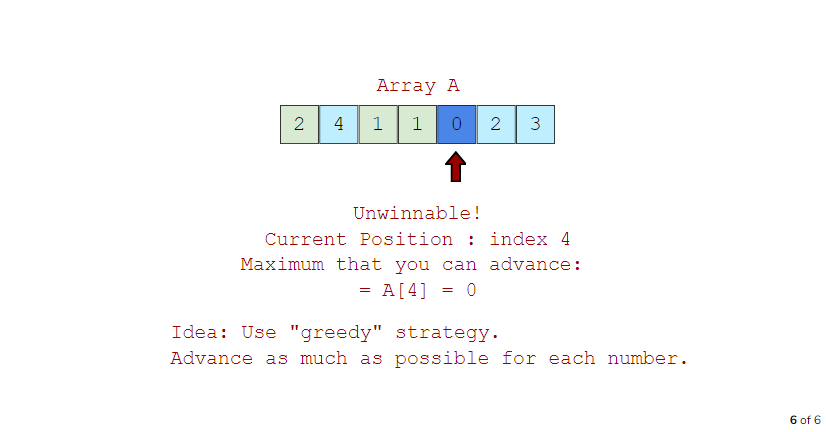 Array A
2 4 1 1 0 2 3
Unwinnable!
Current Position : index 4
Maximum that you can advance:
= A[4] = 0
Idea: Use "greedy" strategy.
Advance as much as possible for each number.
6 of 6